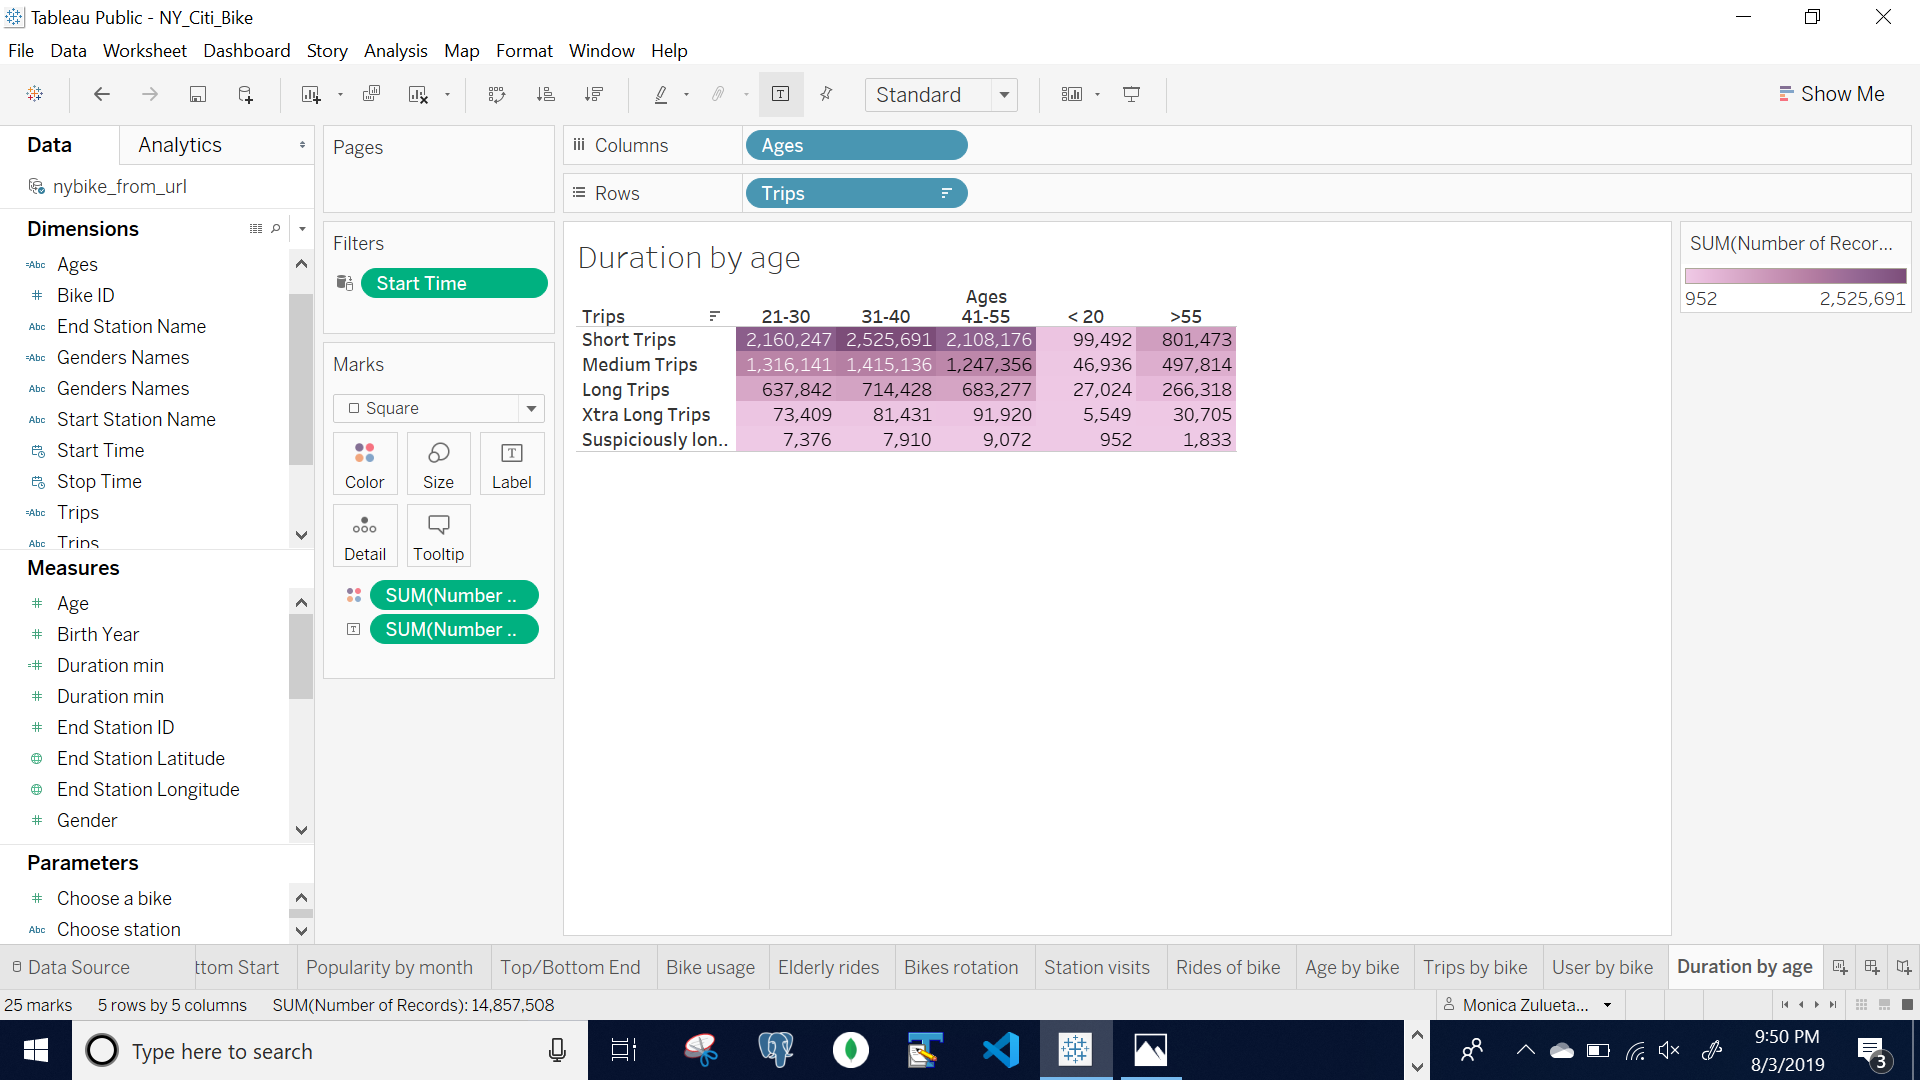 Tableau Public - NY_Citi_Bike
File Data Worksheet Dashboard Story Analysis Map Format Window Help
Standard
Show Me
Data Analytics
nybike_from_url
Dimensions
Abc Ages
Bike ID
Abc End Station Name
Abc Genders Names
Abc Genders Names
Abc Start Station Name
Start Time
Stop Time
Abc Trips
Abc Trips
Measures
Age
Birth Year
Duration min
Duration min
End Station ID
End Station Latitude
End Station Longitude
Gender
Parameters
Choose a bike
Abc Choose station
Pages
Filters
Start Time
Marks
Square
Color Size Label
Detail Tooltip
SUM(Number ..
SUM(Number ..
Columns Ages
Rows Trips
Duration by age
Ages
Trips 21-30 31-40 41-55 < 20 >55
Short Trips 2,160,247 2,525,691 2,108,176 99,492 801,473
Medium Trips 1,316,141 1,415,136 1,247,356 46,936 497,814
Long Trips 637,842 714,428 683,277 27,024 266,318
Xtra Long Trips 73,409 81,431 91,920 5,549 30,705
Suspiciously lon.. 7,376 7,910 9,072 952 1,833
SUM(Number of Recor...
952 2,525,691
Data Source ttom Start Popularity by month Top/Bottom End Bike usage Elderly rides Bikes rotation Station visits Rides of bike Age by bike Trips by bike User by bike Duration by age
25 marks 5 rows by 5 columns SUM(Number of Records): 14,857,508 Monica Zulueta...
Type here to search
9:50 PM
8/3/2019
3